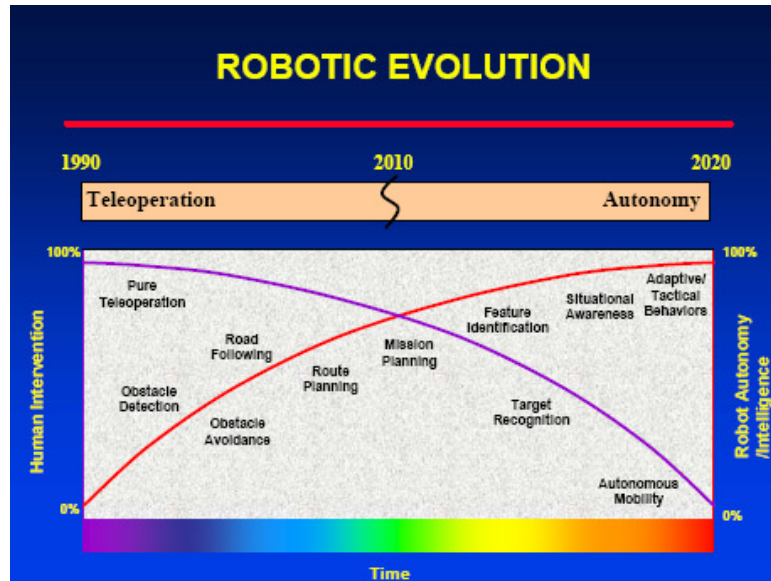 ROBOTIC EVOLUTION
1990 2010 2020
Teleoperation Autonomy
100% 100%
Pure
Teleoperation
Road
Following
Obstacle
Detection
Obstacle
Avoidance
Route
Planning
Mission
Planning
Feature
Identification
Situational
Awareness
Adaptive/
Tactical
Behaviors
Target
Recognition
Autonomous
Mobility
Human Intervention
Robot Autonomy
/Intelligence
0% 0%
Time